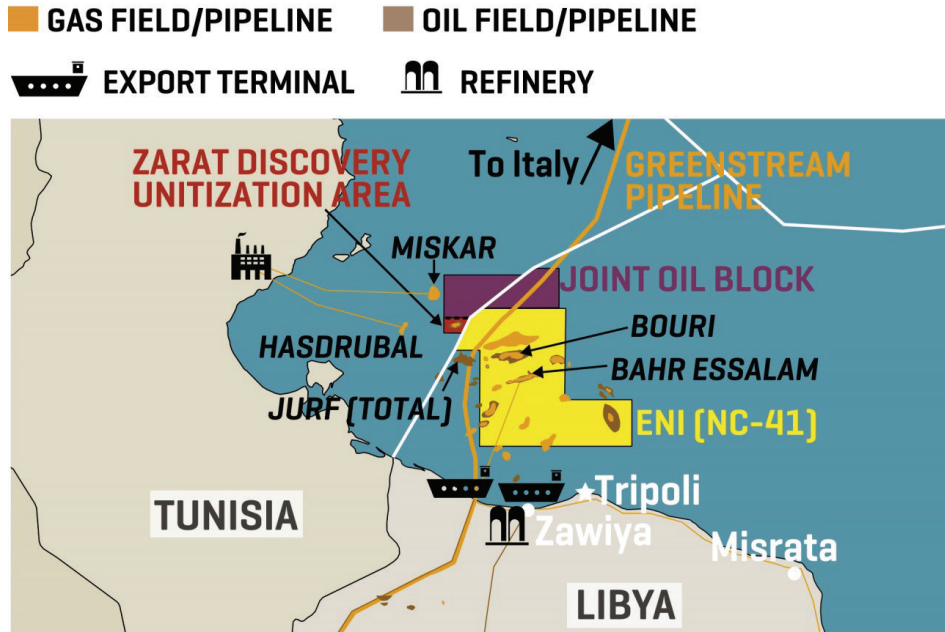 GAS FIELD/PIPELINE
OIL FIELD/PIPELINE
EXPORT TERMINAL
REFINERY
ZARAT DISCOVERY
UNITIZATION AREA
To Italy
GREENSTREAM
PIPELINE
MISKAR
JOINT OIL BLOCK
BOURI
HASDRUBAL
BAHR ESSALAM
JURF (TOTAL)
ENI (NC-41)
TUNISIA
Tripoli
Zawiya
Misrata
LIBYA